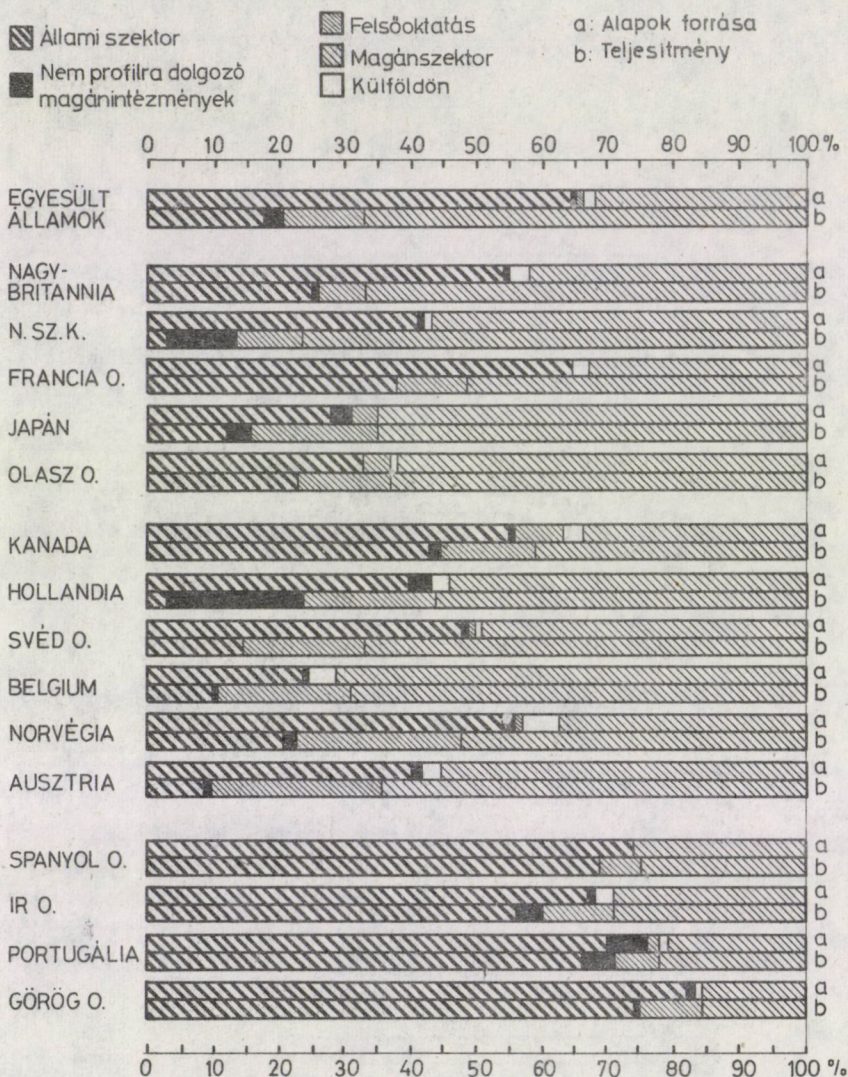 Állami szektor
Nem profilra dolgozó
magánintézmények
Felsőoktatás
Magánszektor
Külföldön
a: Alapok forrása
b: Teljesítmény
0 10 20 30 40 50 60 70 80 90 100 %
EGYESÜLT
ÁLLAMOK
a
b
NAGY-
BRITANNIA
a
b
N. SZ. K.
a
b
FRANCIA O.
a
b
JAPÁN
a
b
OLASZ O.
a
b
KANADA
a
b
HOLLANDIA
a
b
SVÉD O.
a
b
BELGIUM
a
b
NORVÉGIA
a
b
AUSZTRIA
a
b
SPANYOL O.
a
b
IR O.
a
b
PORTUGÁLIA
a
b
GÖRÖG O.
a
b
0 10 20 30 40 50 60 70 80 90 100 %